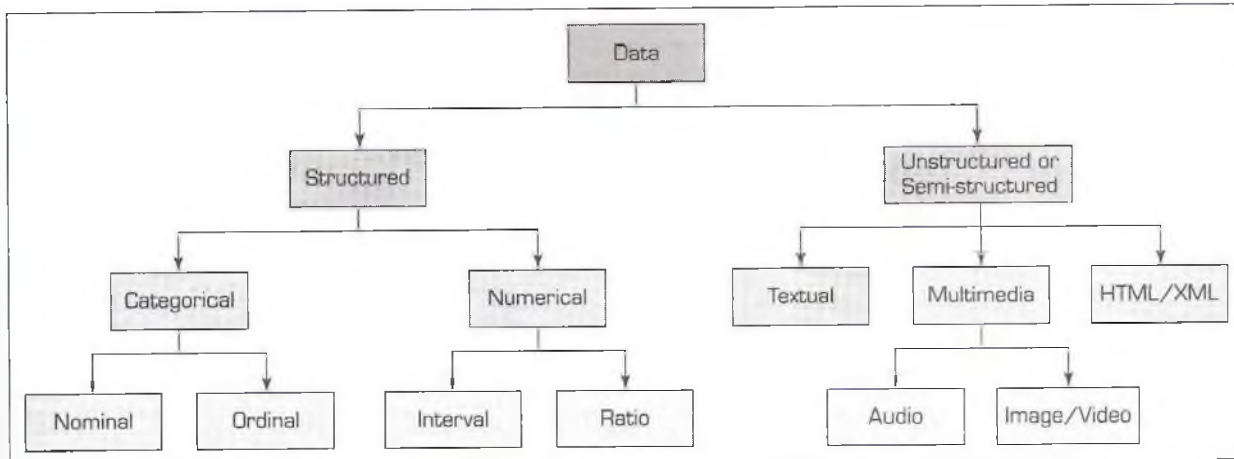 Data
Structured
Unstructured or
Semi-structured
Categorical
Numerical
Textual
Multimedia
HTML/XML
Nominal
Ordinal
Interval
Ratio
Audio
Image/Video